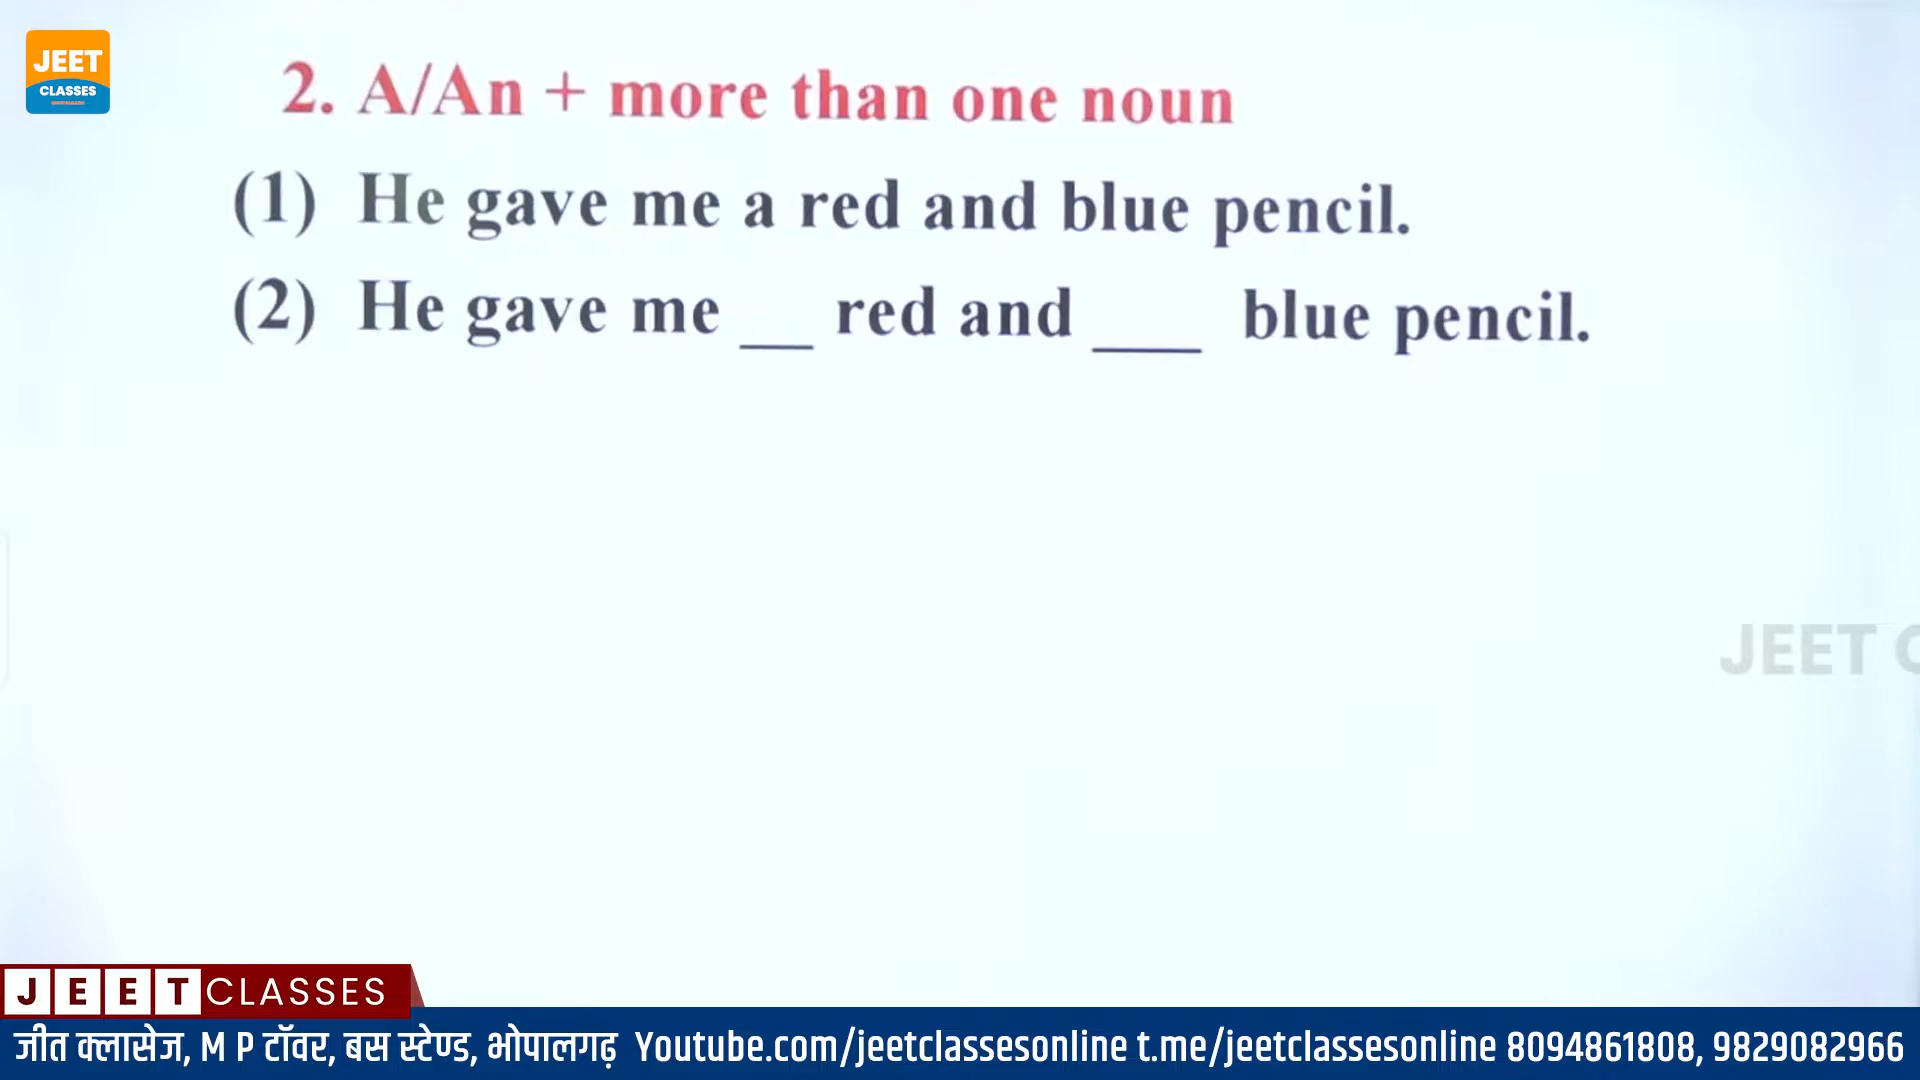 JEET
CLASSES
2. A/An + more than one noun
(1) He gave me a red and blue pencil.
(2) He gave me __ red and ___ blue pencil.
JEET C
JEET CLASSES
जीत क्लासेज, M P टॉवर, बस स्टेण्ड, भोपालगढ़ Youtube.com/jeetclassesonline t.me/jeetclassesonline 8094861808, 9829082966